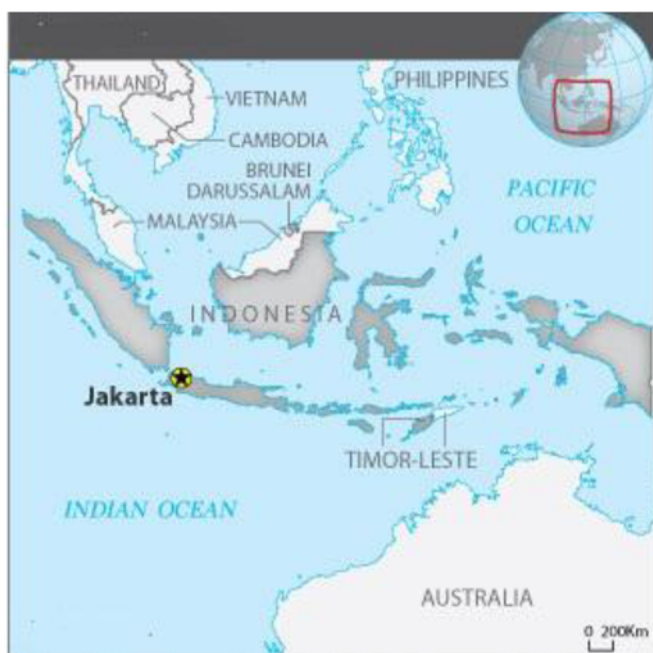 THAILAND
PHILIPPINES
VIETNAM
CAMBODIA
BRUNEI
DARUSSALAM
PACIFIC
OCEAN
MALAYSIA
INDONESIA
Jakarta
TIMOR-LESTE
INDIAN OCEAN
AUSTRALIA
0 200Km